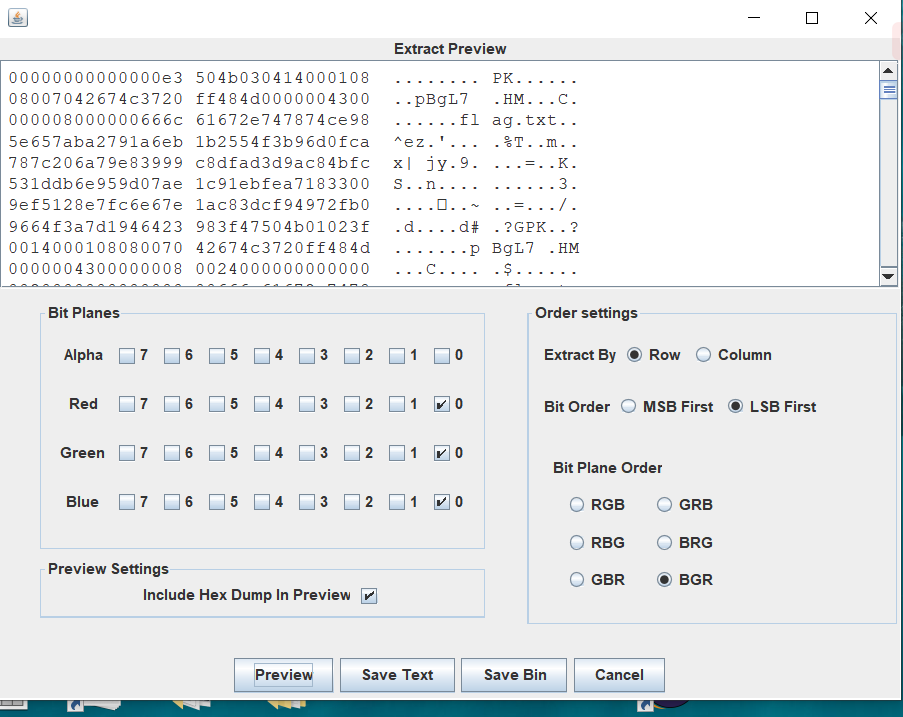 Extract Preview
00000000000000e3 504b030414000108 ........ PK......
08007042674c3720 ff484d0000004300 ..pBgL7 .HM...C.
000008000000666c 61672e747874ce98 ......fl ag.txt..
5e657aba2791a6eb 1b2554f3b96d0fca ^ez.'... .%T..m..
787c206a79e83999 c8dfad3d9ac84bfc x| jy.9. ...=..K.
531ddb6e959d07ae 1c91ebfea7183300 S..n.... ......3.
9ef5128e7fc6e67e 1ac83dcf94972fb0 ....□..~ ..=.../.
9664f3a7d1946423 983f47504b01023f .d....d# .?GPK..?
0014000108080070 42674c3720ff484d .......p BgL7 .HM
0000004300000008 0024000000000000 ...C.... .$......
Bit Planes
Alpha 7 6 5 4 3 2 1 0
Red 7 6 5 4 3 2 1 0
Green 7 6 5 4 3 2 1 0
Blue 7 6 5 4 3 2 1 0
Preview Settings
Include Hex Dump In Preview
Order settings
Extract By Row Column
Bit Order MSB First LSB First
Bit Plane Order
RGB GRB
RBG BRG
GBR BGR
Preview Save Text Save Bin Cancel